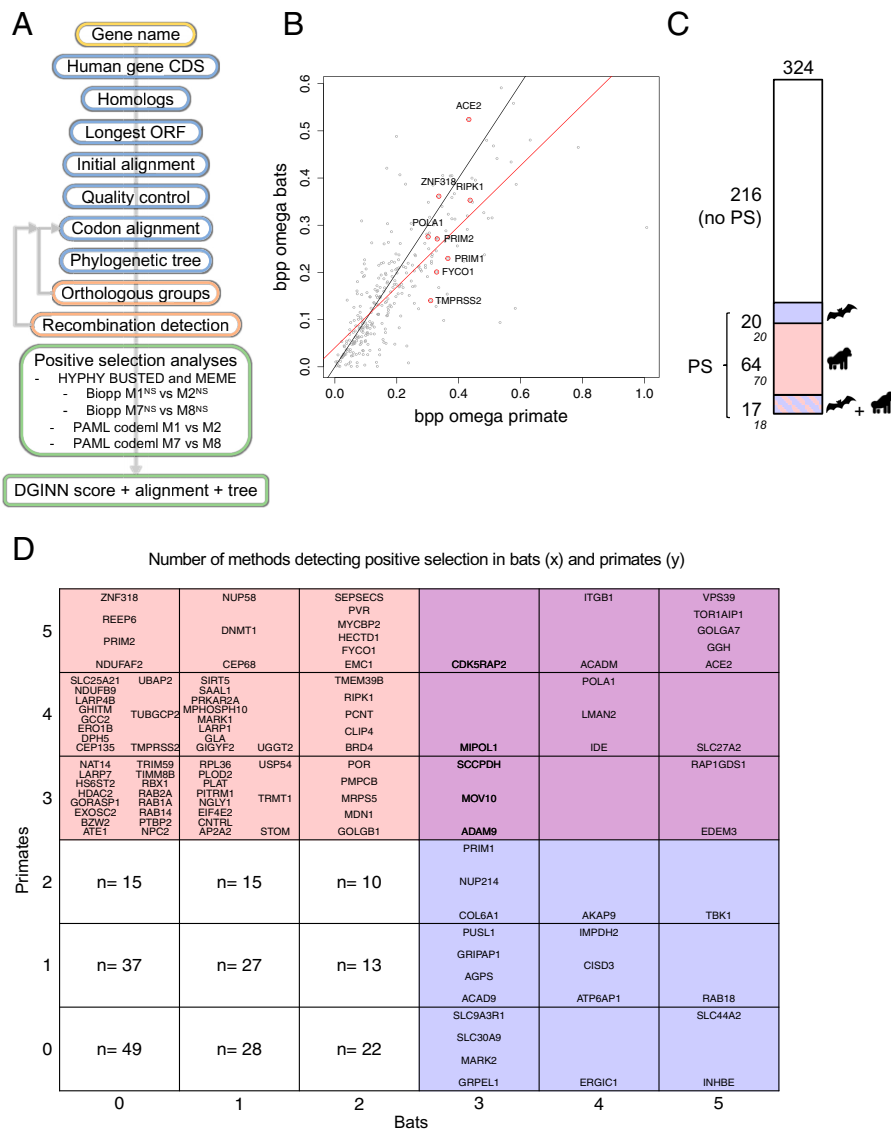 A
Gene name
Human gene CDS
Homologs
Longest ORF
Initial alignment
Quality control
Codon alignment
Phylogenetic tree
Orthologous groups
Recombination detection
Positive selection analyses
- HYPHY BUSTED and MEME
- Biopp M1NS vs M2NS
- Biopp M7NS vs M8NS
- PAML codeml M1 vs M2
- PAML codeml M7 vs M8
DGINN score + alignment + tree
B
bpp omega bats
0.6
0.5
0.4
0.3
0.2
0.1
0.0
ACE2
ZNF318
RIPK1
POLA1
PRIM2
PRIM1
FYCO1
TMPRSS2
0.0 0.2 0.4 0.6 0.8 1.0
bpp omega primate
C
324
216
(no PS)
PS
20
20
64
70
17
18
+
D
Number of methods detecting positive selection in bats (x) and primates (y)
Primates
5
ZNF318
REEP6
PRIM2
NDUFAF2
NUP58
DNMT1
CEP68
SEPSECS
PVR
MYCBP2
HECTD1
FYCO1
EMC1
CDK5RAP2
ITGB1
ACADM
VPS39
TOR1AIP1
GOLGA7
GGH
ACE2
4
SLC25A21 UBAP2
NDUFB9
LARP4B
GHITM
GCC2 TUBGCP2
ERO1B
DPH5
CEP135 TMPRSS2
SIRT5
SAAL1
PRKAR2A
MPHOSPH10
MARK1
LARP1
GLA
GIGYF2 UGGT2
TMEM39B
RIPK1
PCNT
CLIP4
BRD4
MIPOL1
POLA1
LMAN2
IDE
SLC27A2
3
NAT14 TRIM59
LARP7 TIMM8B
HS6ST2 RBX1
HDAC2 RAB2A
GORASP1 RAB1A
EXOSC2 RAB14
BZW2 PTBP2
ATE1 NPC2
RPL36 USP54
PLOD2
PLAT
PITRM1
NGLY1 TRMT1
EIF4E2
CNTRL
AP2A2 STOM
POR
PMPCB
MRPS5
MDN1
GOLGB1
SCCPDH
MOV10
ADAM9
RAP1GDS1
EDEM3
2
n= 15
n= 15
n= 10
PRIM1
NUP214
COL6A1
AKAP9
TBK1
1
n= 37
n= 27
n= 13
PUSL1
GRIPAP1
AGPS
ACAD9
IMPDH2
CISD3
ATP6AP1
RAB18
0
n= 49
n= 28
n= 22
SLC9A3R1
SLC30A9
MARK2
GRPEL1
ERGIC1
SLC44A2
INHBE
0 1 2 3 4 5
Bats